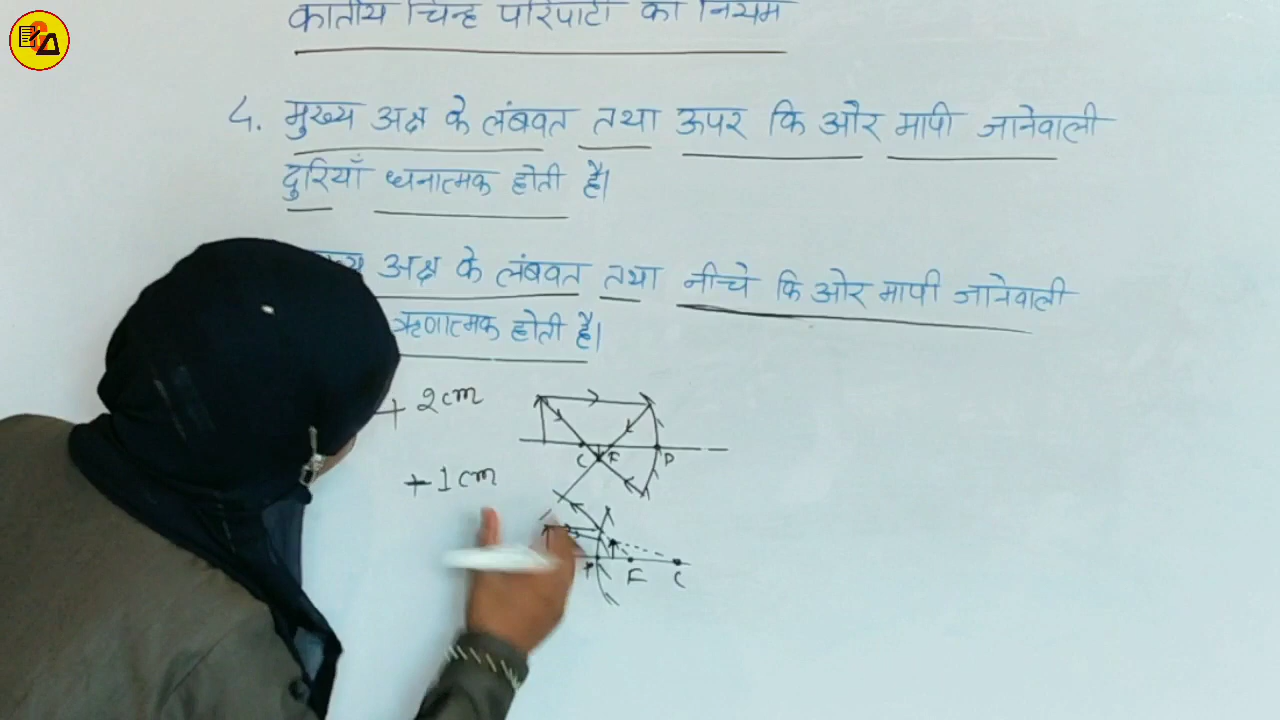 कार्तीय चिन्ह परिपाटी का नियम
4. मुख्य अक्ष के लंबवत तथा ऊपर कि ओर मापी जानेवाली
दुरियाँ धनात्मक होती है।
अक्ष के लंबवत तथा नीचे कि ओर मापी जानेवाली
ऋणात्मक होती है।
+ 2cm
C F P
+1cm
P F C